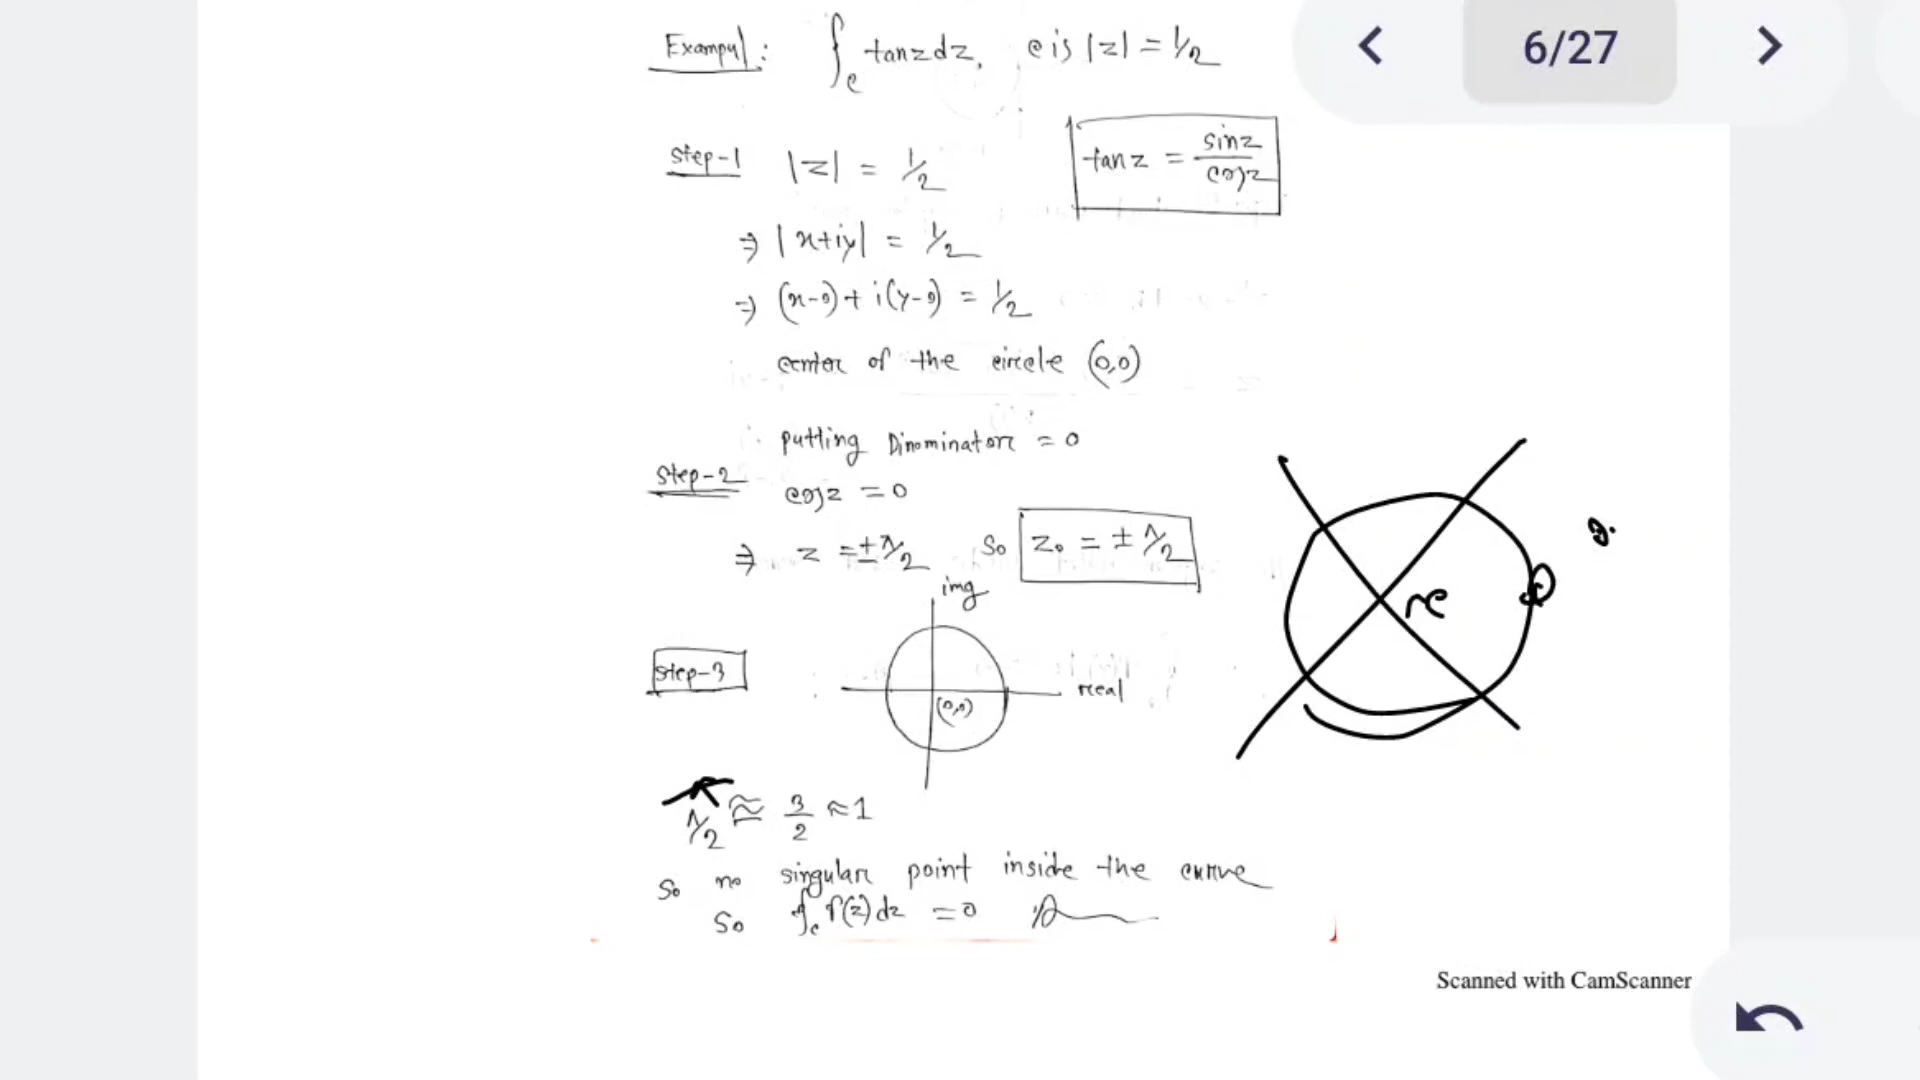 Example: ∫c tanz dz, c is |z| = 1/2
6/27
Step-1 |z| = 1/2
tan z = sinz/cosz
⇒ |x+iy| = 1/2
⇒ (x-0)+i(y-0) = 1/2
center of the circle (0,0)
putting Dinominator = 0
Step-2 cosz = 0
⇒ z = ±π/2 So z₀ = ±π/2
img
re
Step-3
real
(0,0)
π/2 ≅ 3/2 ≈ 1
So no singular point inside the curve
So ∫c f(z) dz = 0
Scanned with CamScanner